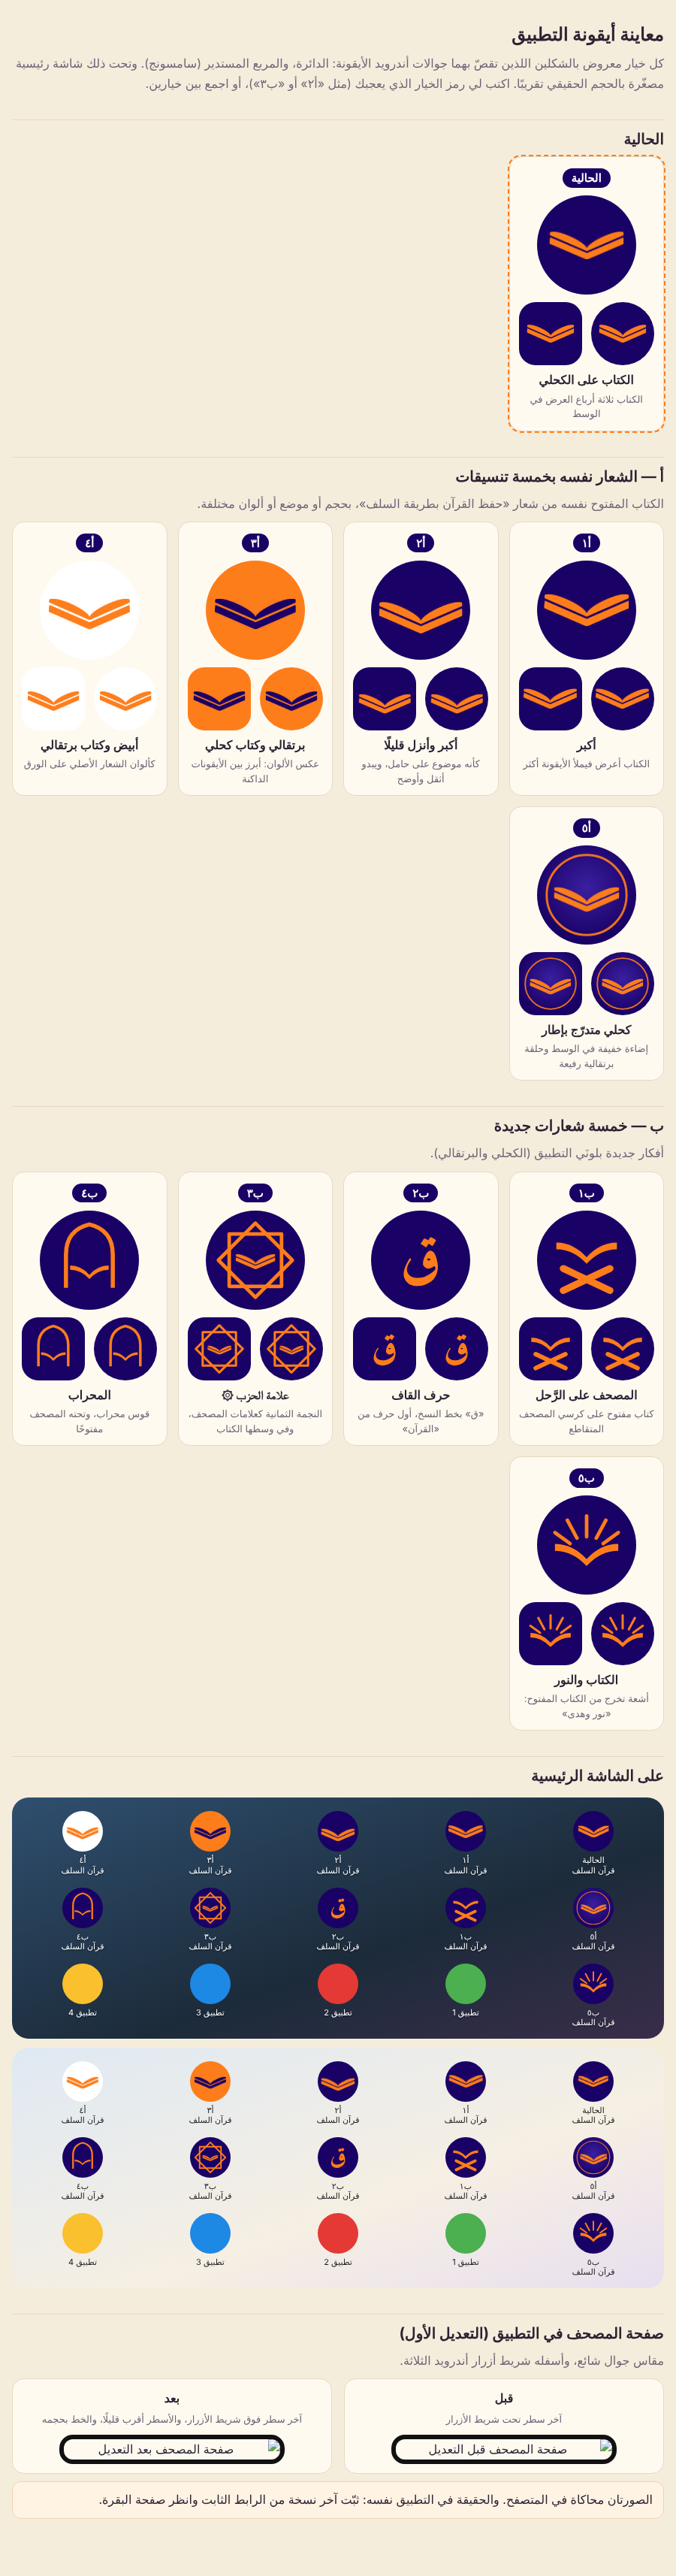 معاينة أيقونة التطبيق
كل خيار معروض بالشكلين اللذين تقصّ بهما جوالات أندرويد الأيقونة: الدائرة، والمربع المستدير (سامسونج). وتحت ذلك شاشة رئيسية
مصغّرة بالحجم الحقيقي تقريبًا. اكتب لي رمز الخيار الذي يعجبك (مثل «أ٢» أو «ب٣»)، أو اجمع بين خيارين.
الحالية
الحالية
الكتاب على الكحلي
الكتاب ثلاثة أرباع العرض في
الوسط
أ — الشعار نفسه بخمسة تنسيقات
الكتاب المفتوح نفسه من شعار «حفظ القرآن بطريقة السلف»، بحجم أو موضع أو ألوان مختلفة.
أ١
أكبر
الكتاب أعرض فيملأ الأيقونة أكثر
أ٢
أكبر وأنزل قليلًا
كأنه موضوع على حامل، ويبدو
أثقل وأوضح
أ٣
برتقالي وكتاب كحلي
عكس الألوان: أبرز بين الأيقونات
الداكنة
أ٤
أبيض وكتاب برتقالي
كألوان الشعار الأصلي على الورق
أ٥
كحلي متدرّج بإطار
إضاءة خفيفة في الوسط وحلقة
برتقالية رفيعة
ب — خمسة شعارات جديدة
أفكار جديدة بلونَي التطبيق (الكحلي والبرتقالي).
ب١
المصحف على الرَّحل
كتاب مفتوح على كرسي المصحف
المتقاطع
ب٢
ق
ق
ق
حرف القاف
«ق» بخط النسخ، أول حرف من
«القرآن»
ب٣
علامة الحزب ۞
النجمة الثمانية كعلامات المصحف،
وفي وسطها الكتاب
ب٤
المحراب
قوس محراب، وتحته المصحف
مفتوحًا
ب٥
الكتاب والنور
أشعة تخرج من الكتاب المفتوح:
«نور وهدى»
على الشاشة الرئيسية
الحالية
قرآن السلف
أ١
قرآن السلف
أ٢
قرآن السلف
أ٣
قرآن السلف
أ٤
قرآن السلف
أ٥
قرآن السلف
ب١
قرآن السلف
ق
ب٢
قرآن السلف
ب٣
قرآن السلف
ب٤
قرآن السلف
ب٥
قرآن السلف
تطبيق 1
تطبيق 2
تطبيق 3
تطبيق 4
الحالية
قرآن السلف
أ١
قرآن السلف
أ٢
قرآن السلف
أ٣
قرآن السلف
أ٤
قرآن السلف
أ٥
قرآن السلف
ب١
قرآن السلف
ق
ب٢
قرآن السلف
ب٣
قرآن السلف
ب٤
قرآن السلف
ب٥
قرآن السلف
تطبيق 1
تطبيق 2
تطبيق 3
تطبيق 4
صفحة المصحف في التطبيق (التعديل الأول)
مقاس جوال شائع، وأسفله شريط أزرار أندرويد الثلاثة.
قبل
آخر سطر تحت شريط الأزرار
صفحة المصحف قبل التعديل
بعد
آخر سطر فوق شريط الأزرار، والأسطر أقرب قليلًا، والخط بحجمه
صفحة المصحف بعد التعديل
الصورتان محاكاة في المتصفح. والحقيقة في التطبيق نفسه: ثبّت آخر نسخة من الرابط الثابت وانظر صفحة البقرة.